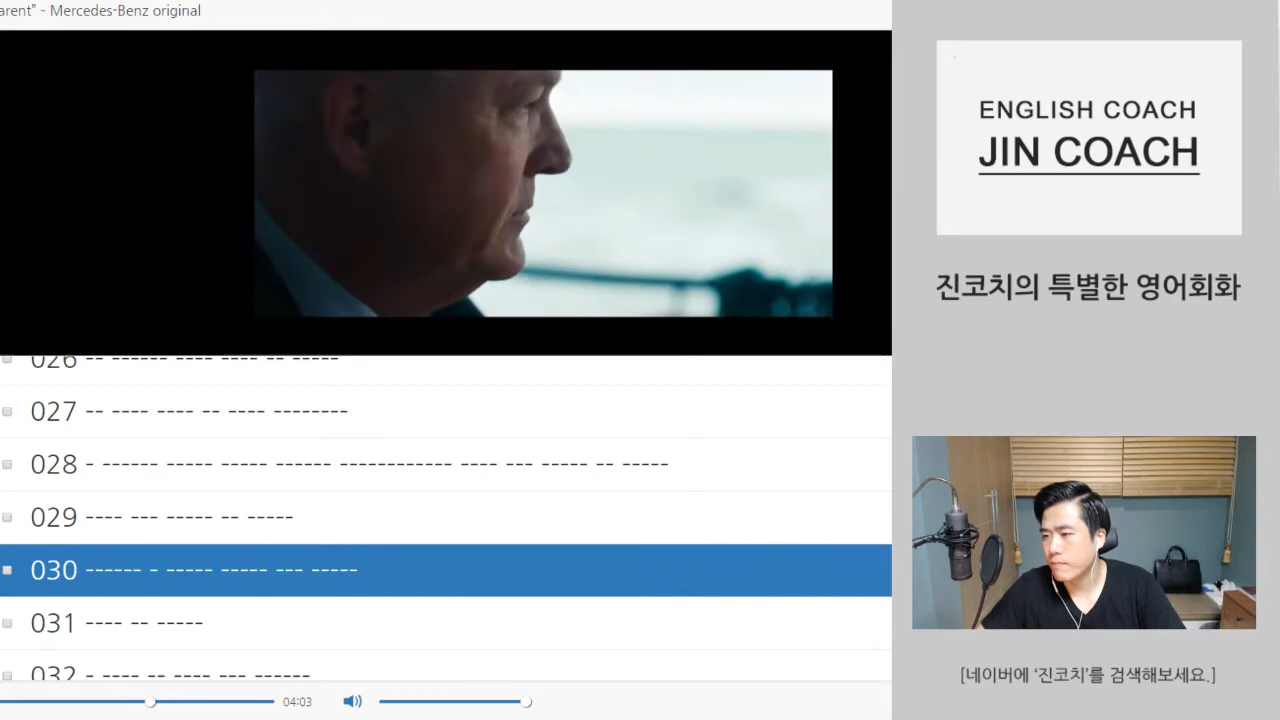 arent” - Mercedes-Benz original
026 -- ------ ---- ---- -- -----
027 -- ---- ---- -- ---- --------
028 - ------ ----- ----- ------ ------------ ---- --- ----- -- -----
029 ---- --- ----- -- -----
030 ------ - ----- ----- --- -----
031 ---- -- -----
032 - ---- -- ---- --- ------
04:03
ENGLISH COACH
JIN COACH
진코치의 특별한 영어회화
[네이버에 ‘진코치’를 검색해보세요.]